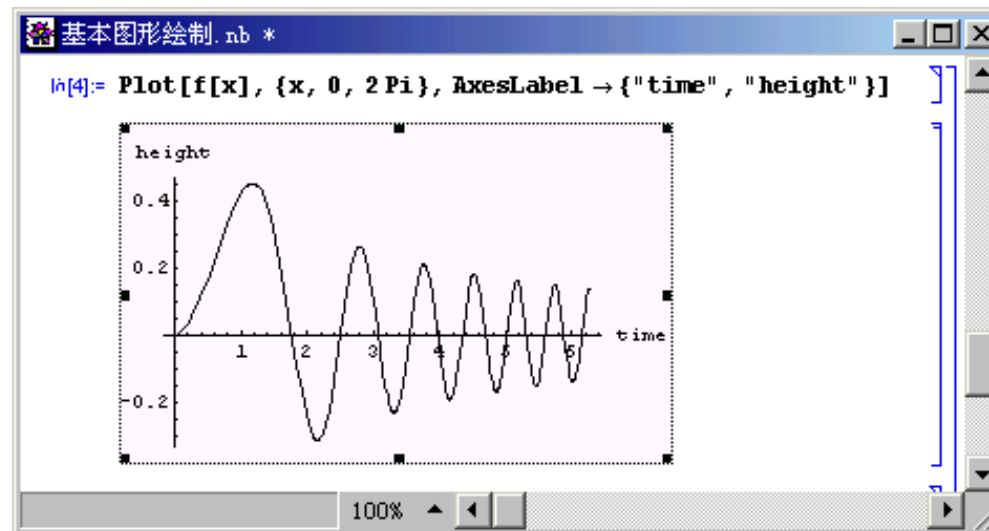 基本图形绘制.nb *
In[4]:= Plot[f[x], {x, 0, 2 Pi}, AxesLabel → {"time", "height"}]
height
0.4
0.2
time
1 2 3 4 5 6
-0.2
100%